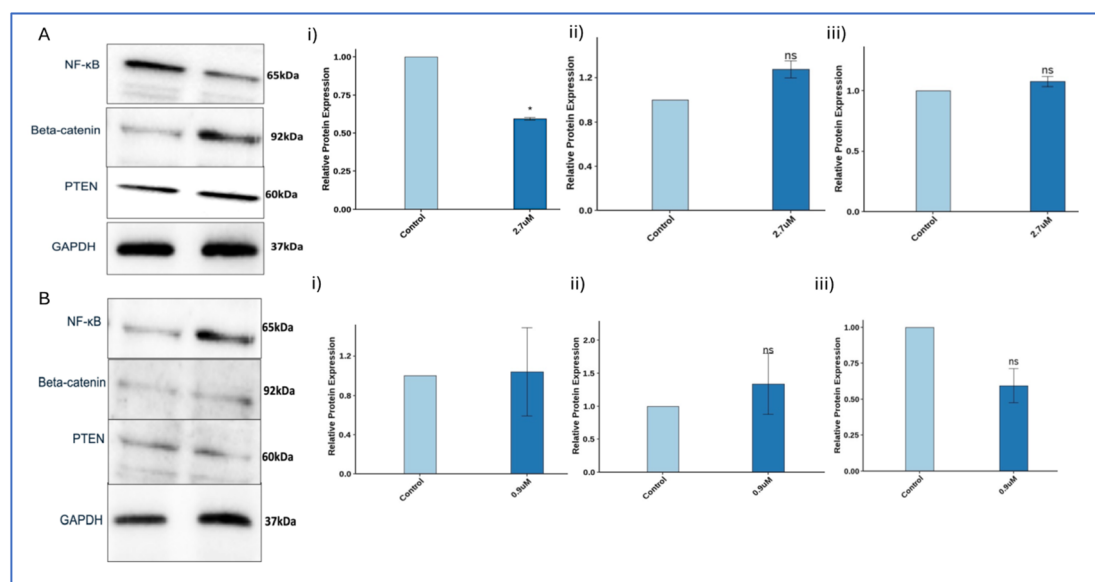 A
NF-κB
65kDa
Beta-catenin
92kDa
PTEN
60kDa
GAPDH
37kDa
i)
Relative Protein Expression
1.00
0.75
0.50
0.25
0.00
*
Control
2.7uM
ii)
Relative Protein Expression
1.2
0.8
0.4
0.0
ns
Control
2.7uM
iii)
Relative Protein Expression
1.2
0.8
0.4
0.0
ns
Control
2.7uM
B
NF-κB
65kDa
Beta-catenin
92kDa
PTEN
60kDa
GAPDH
37kDa
i)
Relative Protein Expression
1.2
0.8
0.4
0.0
Control
0.9uM
ii)
Relative Protein Expression
2.0
1.5
1.0
0.5
0.0
ns
Control
0.9uM
iii)
Relative Protein Expression
1.00
0.75
0.50
0.25
0.00
ns
Control
0.9uM